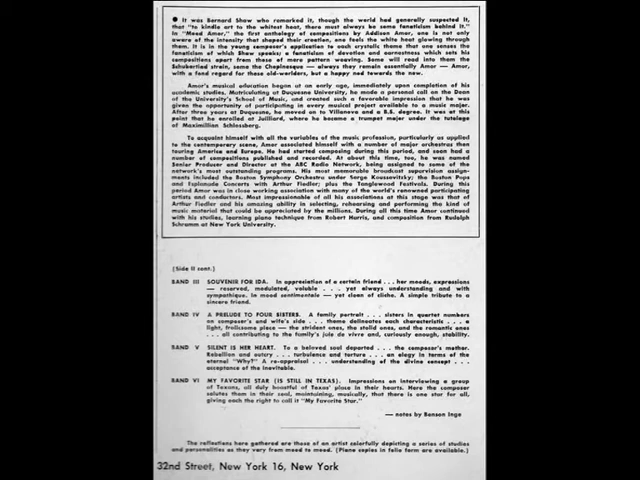 ● It was Bernard Shaw who remarked it, though the world had generally suspected it,
that "to kindle art to the whitest heat, there must always be some fanaticism behind it."
In "Mood Amor," the first anthology of compositions by Addison Amor, one is not only
aware of the intensity that shaped their creation, one feels the white heat glowing through
them. It is in the young composer's application to each crystalic theme that one senses the
fanaticism of which Shaw speaks; a fanaticism of devotion and earnestness which sets his
compositions apart from those of mere pattern weaving. Some will read into them the
Schubertied strain, some the Chopinesque — always they remain essentially Amor — Amor,
with a fond regard for those old-worlders, but a happy nod towards the new.
Amor's musical education began at an early age, immediately upon completion of his
academic studies. Matriculating at Duquesne University, he made a personal call on the Dean
of the University's School of Music, and created such a favorable impression that he was
given the opportunity of participating in every musical project available to a music major.
After three years at Duquesne, he moved on to Villanova and a B.S. degree. It was at this
point that he enrolled at Juilliard, where he became a trumpet major under the tutelage
of Maximillian Schlossberg.
To acquaint himself with all the variables of the music profession, particularly as applied
to the contemporary scene, Amor associated himself with a number of major orchestras then
touring America and Europe. He had started composing during this period, and soon had a
number of compositions published and recorded. At about this time, too, he was named
Senior Producer and Director at the ABC Radio Network, being assigned to some of the
network's most outstanding programs. His most memorable broadcast supervision assign-
ments included the Boston Symphony Orchestra under Serge Koussevitzky; the Boston Pops
and Esplanade Concerts with Arthur Fiedler; plus the Tanglewood Festivals. During this
period Amor was in close working association with many of the world's renowned participating
artists and conductors. Most impressionable of all his associations at this stage was that of
Arthur Fiedler and his amazing ability in selecting, rehearsing and performing the kind of
music material that could be appreciated by the millions. During all this time Amor continued
with his studies, learning piano technique from Robert Harris, and composition from Rudolph
Schramm at New York University.
(Side II cont.)
BAND III SOUVENIR FOR IDA. In appreciation of a certain friend . . . her moods, expressions
— reserved, modulated, voluble . . . yet always understanding and with
sympathique. In mood sentimentale — yet clean of cliche. A simple tribute to a
sincere friend.
BAND IV A PRELUDE TO FOUR SISTERS. A family portrait . . . sisters in quartet numbers
on composer's and wife's side . . . theme delineates each characteristic . . . a
light, frolicsome piece — the strident ones, the stolid ones, and the romantic ones
. . . all contributing to the family's joie de vivre and, curiously enough, stability.
BAND V SILENT IS HER HEART. To a beloved soul departed . . . the composer's mother.
Rebellion and outcry . . . turbulence and torture . . . an elegy in terms of the
eternal "Why?" A re-appraisal . . . understanding of the divine concept . . .
acceptance of the inevitable.
BAND VI MY FAVORITE STAR (IS STILL IN TEXAS). Impressions on interviewing a group
of Texans, all duly boastful of Texas' place in their hearts. Here the composer
salutes them in their zeal, maintaining, musically, that there is one star for all,
giving each the right to call it "My Favorite Star."
— notes by Benson Inge
The reflections here gathered are those of an artist colorfully depicting a series of studies
and personalities as they vary from mood to mood. (Piano copies in folio form are available.)
32nd Street, New York 16, New York